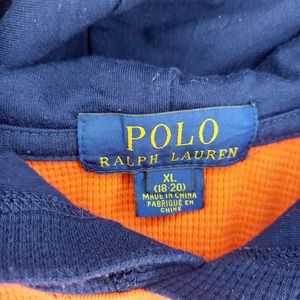 POLO
RALPH LAUREN
XL
(18-20)
MADE IN CHINA
FABRIQUÉ EN
CHINE